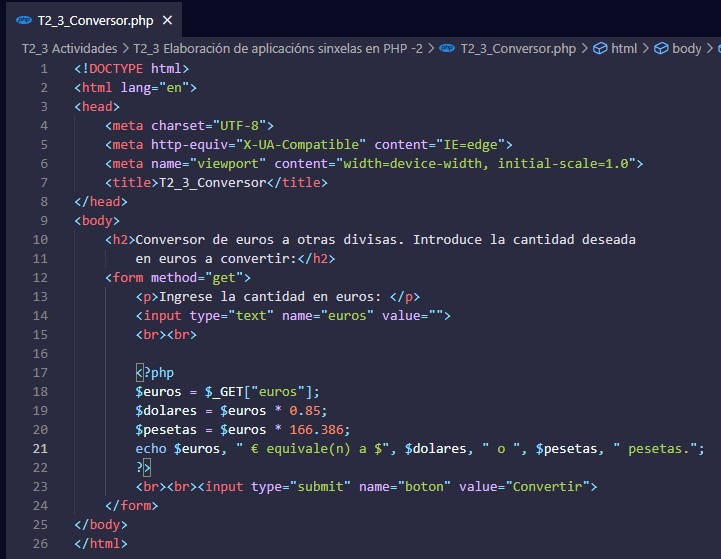 T2_3_Conversor.php ×
T2_3 Actividades > T2_3 Elaboración de aplicacións sinxelas en PHP -2 > T2_3_Conversor.php > html > body >
1 <!DOCTYPE html>
2 <html lang="en">
3 <head>
4     <meta charset="UTF-8">
5     <meta http-equiv="X-UA-Compatible" content="IE=edge">
6     <meta name="viewport" content="width=device-width, initial-scale=1.0">
7     <title>T2_3_Conversor</title>
8 </head>
9 <body>
10     <h2>Conversor de euros a otras divisas. Introduce la cantidad deseada
11         en euros a convertir:</h2>
12     <form method="get">
13         <p>Ingrese la cantidad en euros: </p>
14         <input type="text" name="euros" value="">
15         <br><br>
16
17         <?php
18         $euros = $_GET["euros"];
19         $dolares = $euros * 0.85;
20         $pesetas = $euros * 166.386;
21         echo $euros, " € equivale(n) a $", $dolares, " o ", $pesetas, " pesetas.";
22         ?>
23         <br><br><input type="submit" name="boton" value="Convertir">
24     </form>
25 </body>
26 </html>